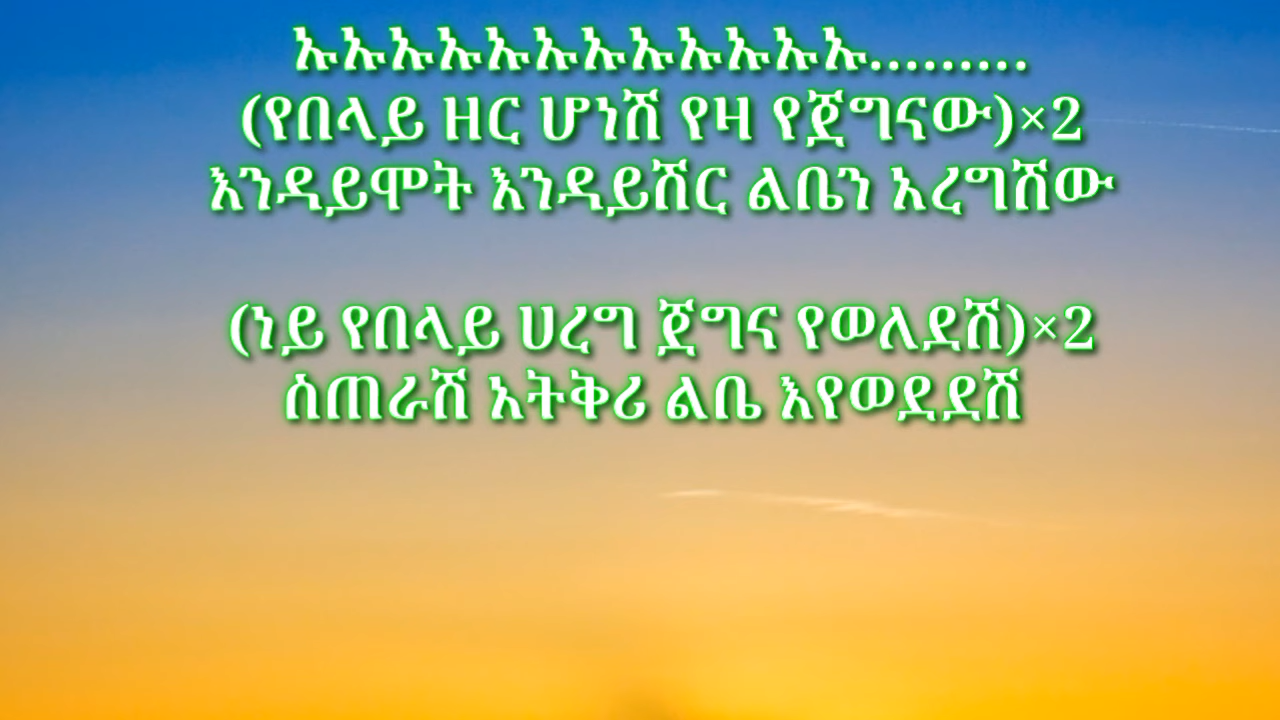 ኡኡኡኡኡኡኡኡኡኡኡኡ.........
(የበላይ ዘር ሆነሽ የዛ የጀግናው)×2
እንዳይሞት እንዳይሽር ልቤን አረግሽው
(ነይ የበላይ ሀረግ ጀግና የወለደሽ)×2
ስጠራሽ አትቅሪ ልቤ እየወደደሽ